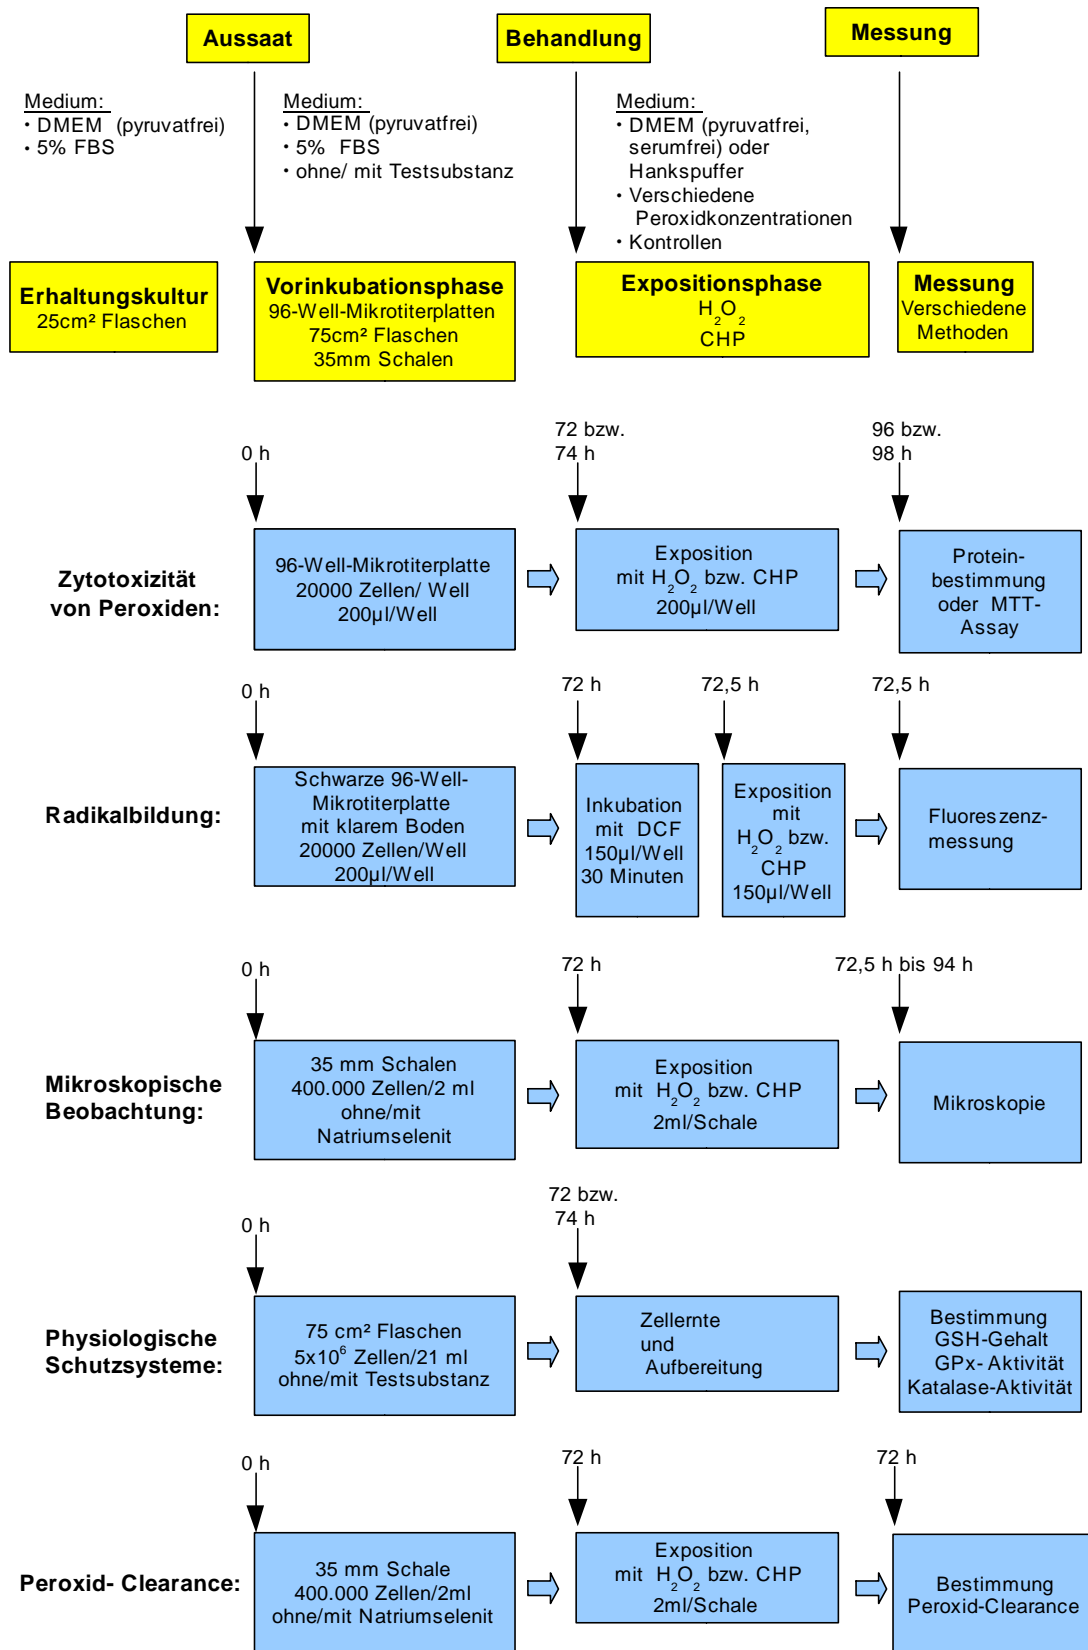 Aussaat
Behandlung
Messung
Medium:
· DMEM (pyruvatfrei)
· 5% FBS
Medium:
· DMEM (pyruvatfrei)
· 5% FBS
· ohne/ mit Testsubstanz
Medium:
· DMEM (pyruvatfrei,
serumfrei) oder
Hankspuffer
· Verschiedene
Peroxidkonzentrationen
· Kontrollen
Erhaltungskultur
25cm² Flaschen
Vorinkubationsphase
96-Well-Mikrotiterplatten
75cm² Flaschen
35mm Schalen
Expositionsphase
H₂O₂
CHP
Messung
Verschiedene
Methoden
0 h
72 bzw.
74 h
96 bzw.
98 h
Zytotoxizität
von Peroxiden:
96-Well-Mikrotiterplatte
20000 Zellen/ Well
200µl/Well
Exposition
mit H₂O₂ bzw. CHP
200µl/Well
Protein-
bestimmung
oder MTT-
Assay
0 h
72 h
72,5 h
72,5 h
Radikalbildung:
Schwarze 96-Well-
Mikrotiterplatte
mit klarem Boden
20000 Zellen/Well
200µl/Well
Inkubation
mit DCF
150µl/Well
30 Minuten
Exposition
mit
H₂O₂ bzw.
CHP
150µl/Well
Fluoreszenz-
messung
0 h
72 h
72,5 h bis 94 h
Mikroskopische
Beobachtung:
35 mm Schalen
400.000 Zellen/2 ml
ohne/mit
Natriumselenit
Exposition
mit H₂O₂ bzw. CHP
2ml/Schale
Mikroskopie
0 h
72 bzw.
74 h
Physiologische
Schutzsysteme:
75 cm² Flaschen
5x10⁶ Zellen/21 ml
ohne/mit Testsubstanz
Zellernte
und
Aufbereitung
Bestimmung
GSH-Gehalt
GPx- Aktivität
Katalase-Aktivität
0 h
72 h
72 h
Peroxid- Clearance:
35 mm Schale
400.000 Zellen/2ml
ohne/mit Natriumselenit
Exposition
mit H₂O₂ bzw. CHP
2ml/Schale
Bestimmung
Peroxid-Clearance